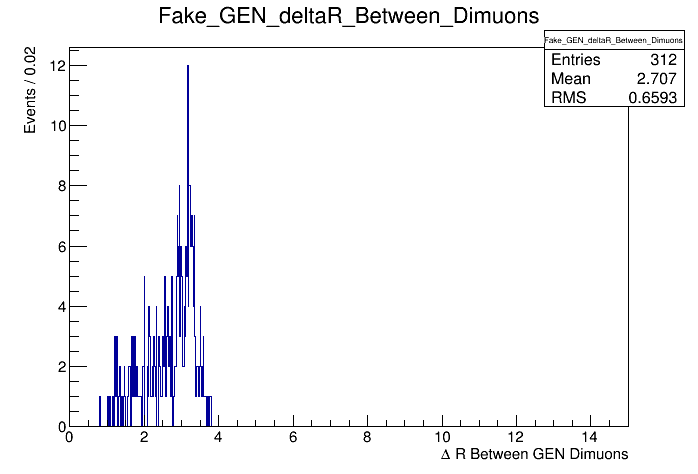 Fake_GEN_deltaR_Between_Dimuons
Fake_GEN_deltaR_Between_Dimuons
Entries 312
Mean 2.707
RMS 0.6593
Events / 0.02
12
10
8
6
4
2
0
0 2 4 6 8 10 12 14
Δ R Between GEN Dimuons